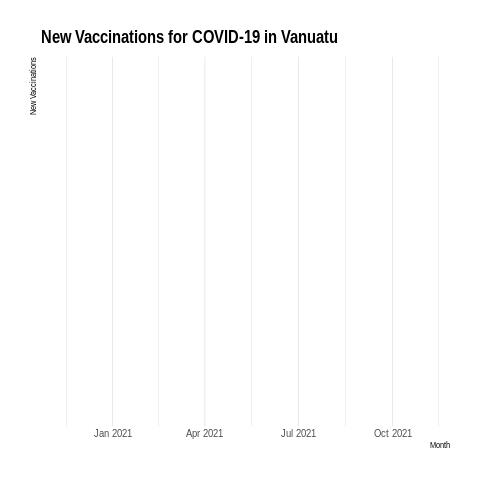 New Vaccinations for COVID-19 in Vanuatu
New Vaccinations
Jan 2021 Apr 2021 Jul 2021 Oct 2021
Month